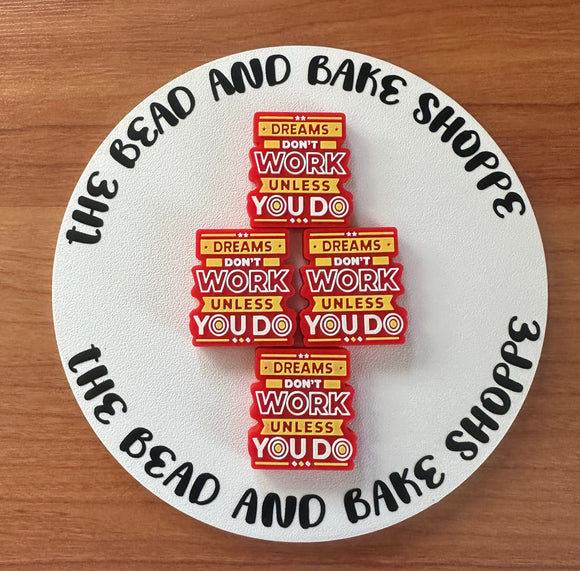 THE BEAD AND BAKE SHOPPE
DREAMS
DON'T
WORK
UNLESS
YOU DO
DREAMS
DON'T
WORK
UNLESS
YOU DO
DREAMS
DON'T
WORK
UNLESS
YOU DO
DREAMS
DON'T
WORK
UNLESS
YOU DO
THE BEAD AND BAKE SHOPPE